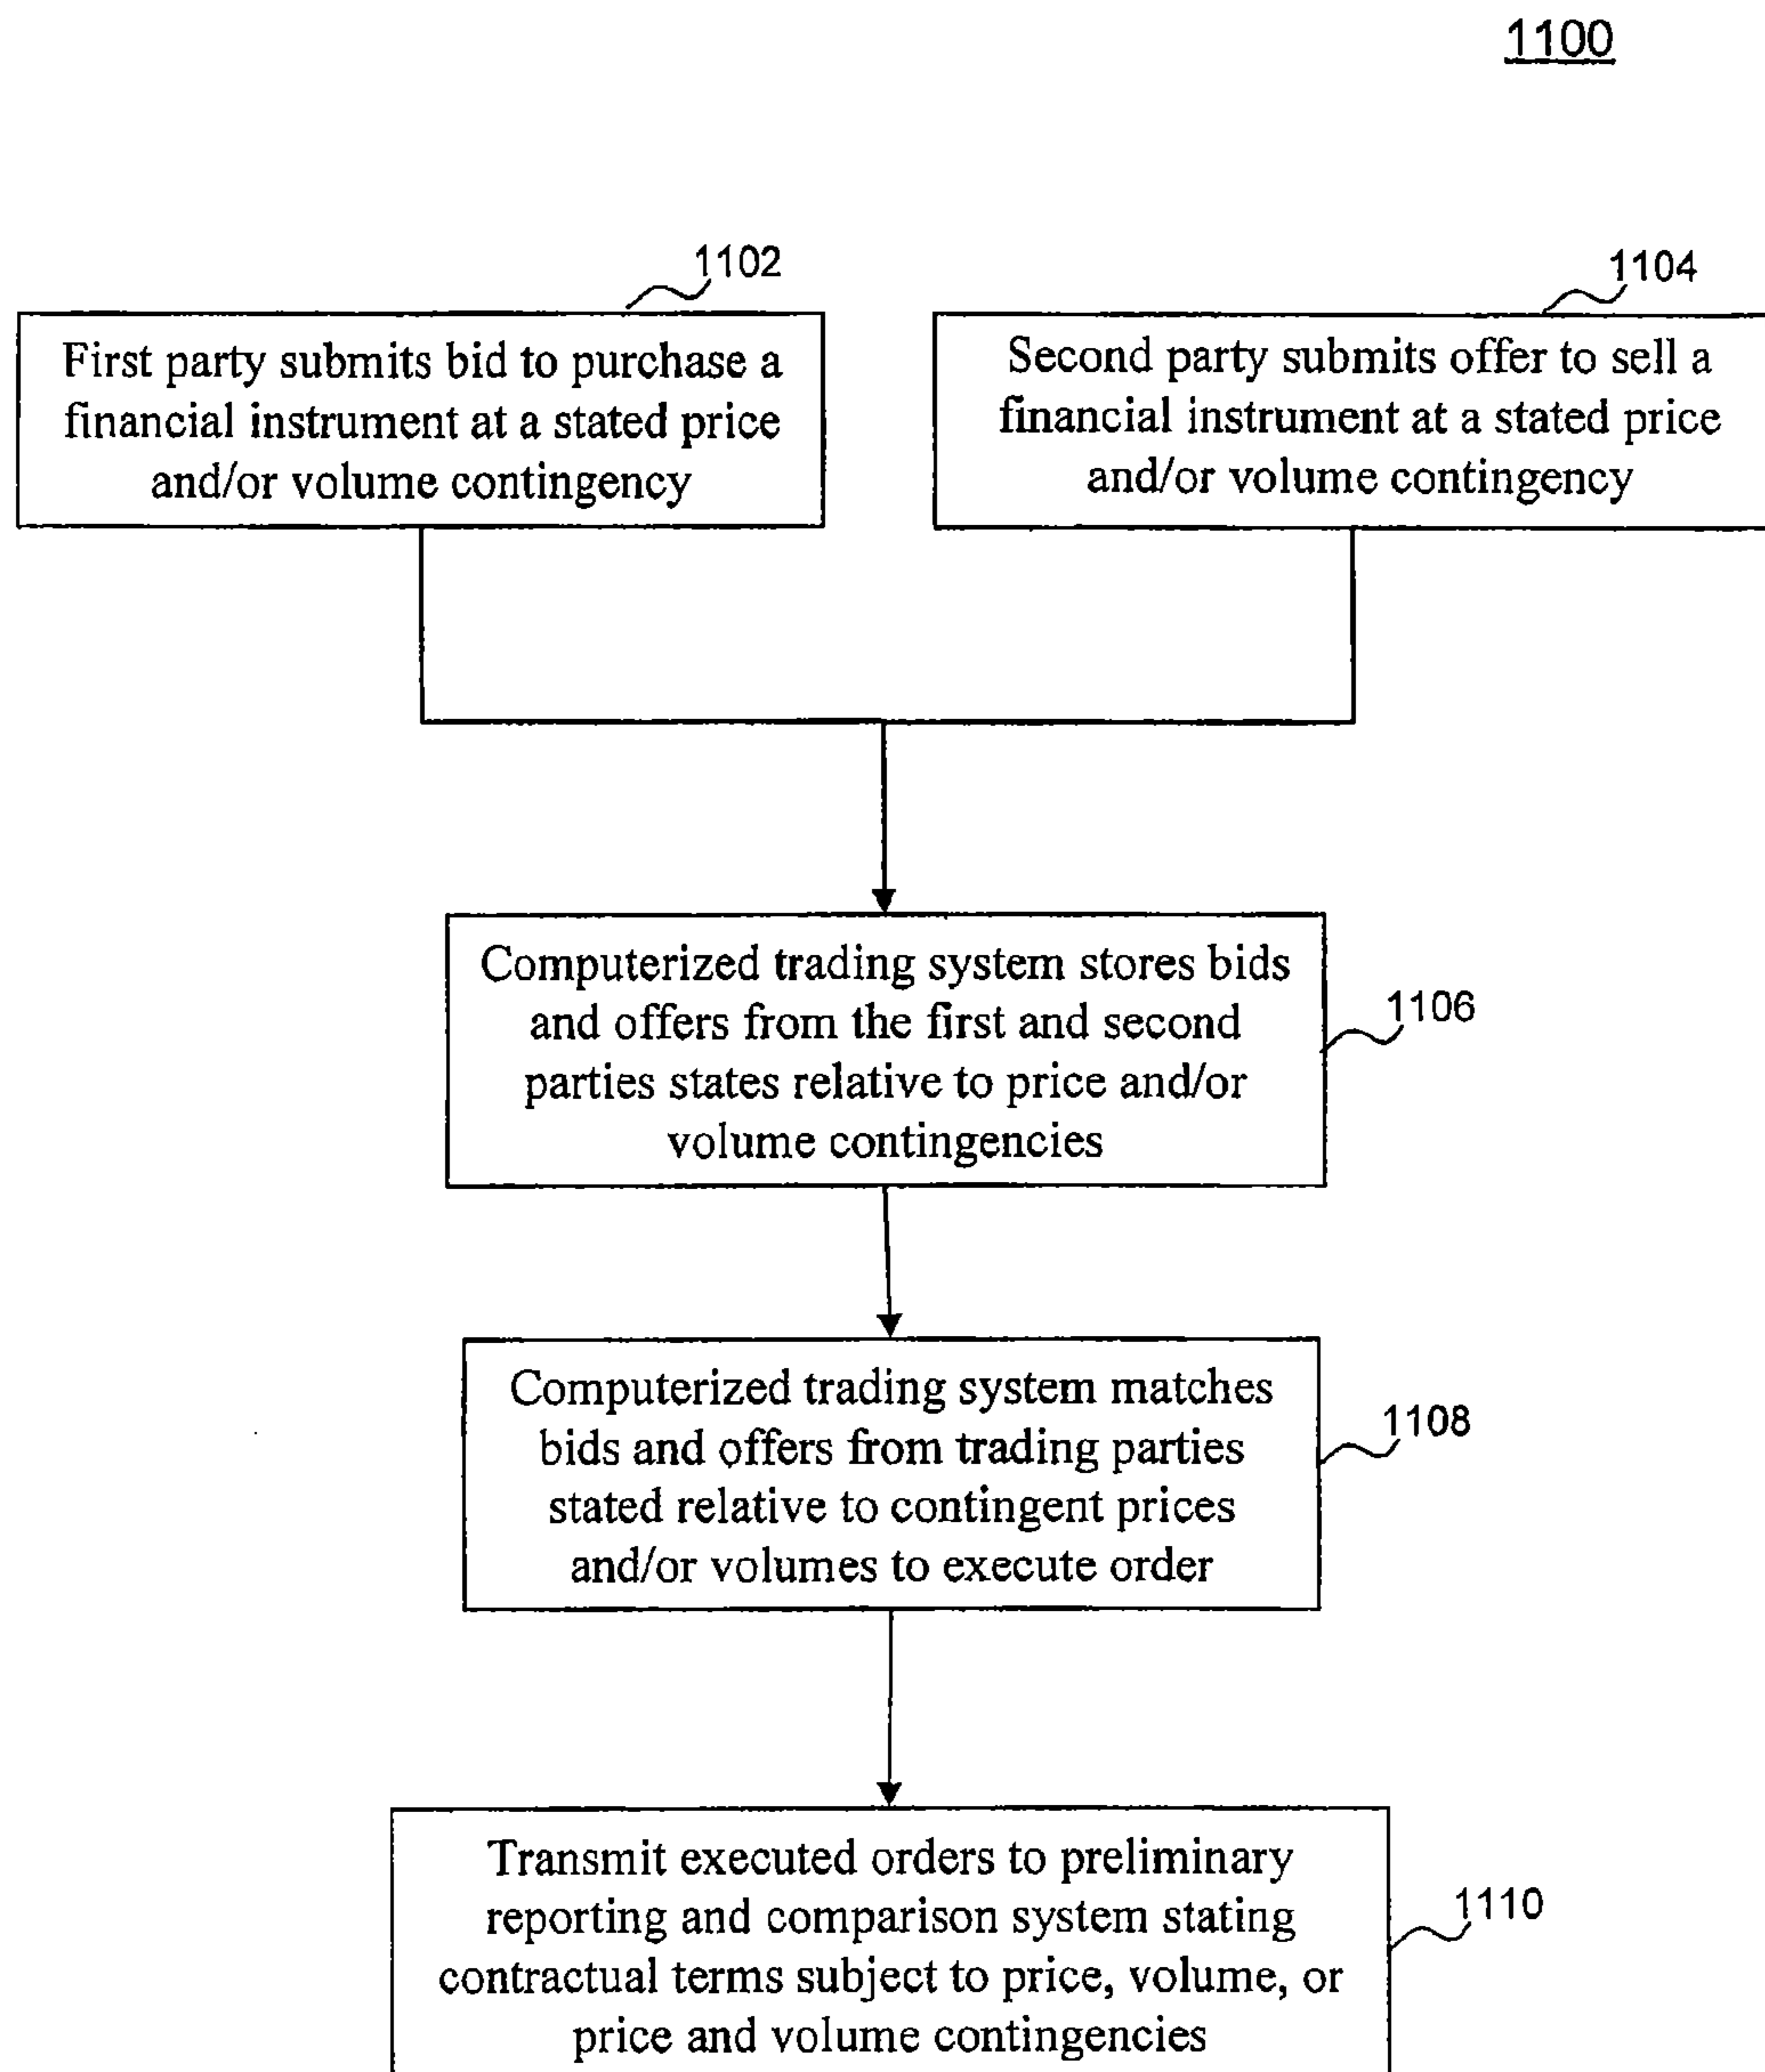 1100
1102
First party submits bid to purchase a
financial instrument at a stated price
and/or volume contingency
1104
Second party submits offer to sell a
financial instrument at a stated price
and/or volume contingency
Computerized trading system stores bids
and offers from the first and second
parties states relative to price and/or
volume contingencies
1106
Computerized trading system matches
bids and offers from trading parties
stated relative to contingent prices
and/or volumes to execute order
1108
Transmit executed orders to preliminary
reporting and comparison system stating
contractual terms subject to price, volume, or
price and volume contingencies
1110